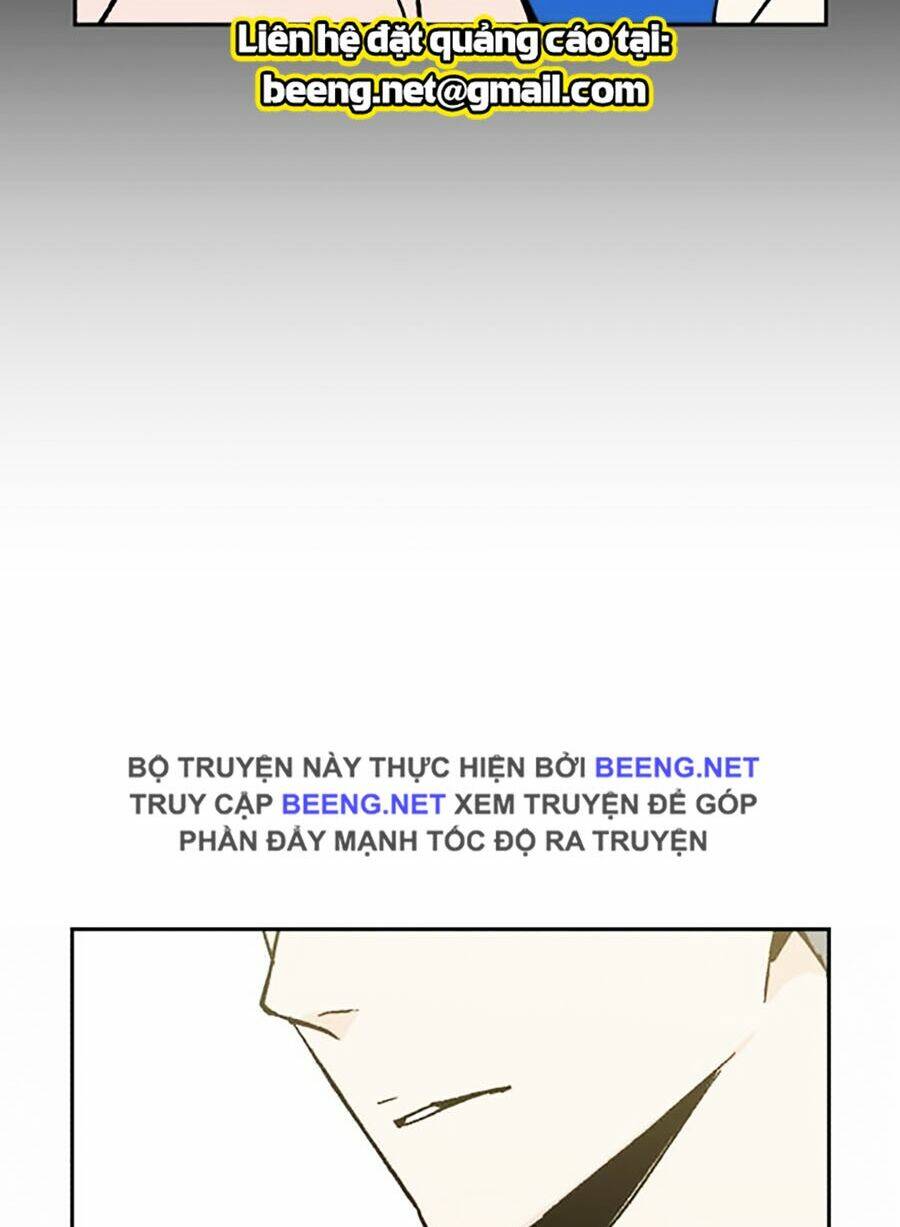 Liên hệ đặt quảng cáo tại:
beeng.net@gmail.com
BỘ TRUYỆN NÀY THỰC HIỆN BỞI BEENG.NET
TRUY CẬP BEENG.NET XEM TRUYỆN ĐỂ GÓP
PHẦN ĐẨY MẠNH TỐC ĐỘ RA TRUYỆN